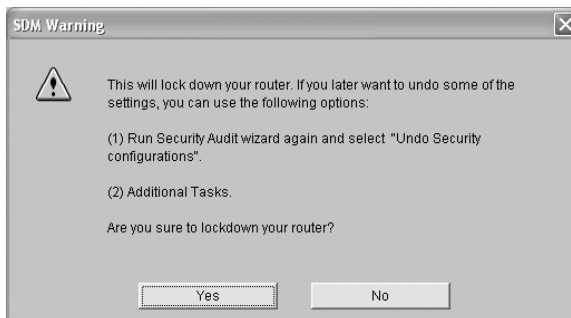 SDM Warning
This will lock down your router. If you later want to undo some of the
settings, you can use the following options:
(1) Run Security Audit wizard again and select "Undo Security
configurations".
(2) Additional Tasks.
Are you sure to lockdown your router?
Yes No